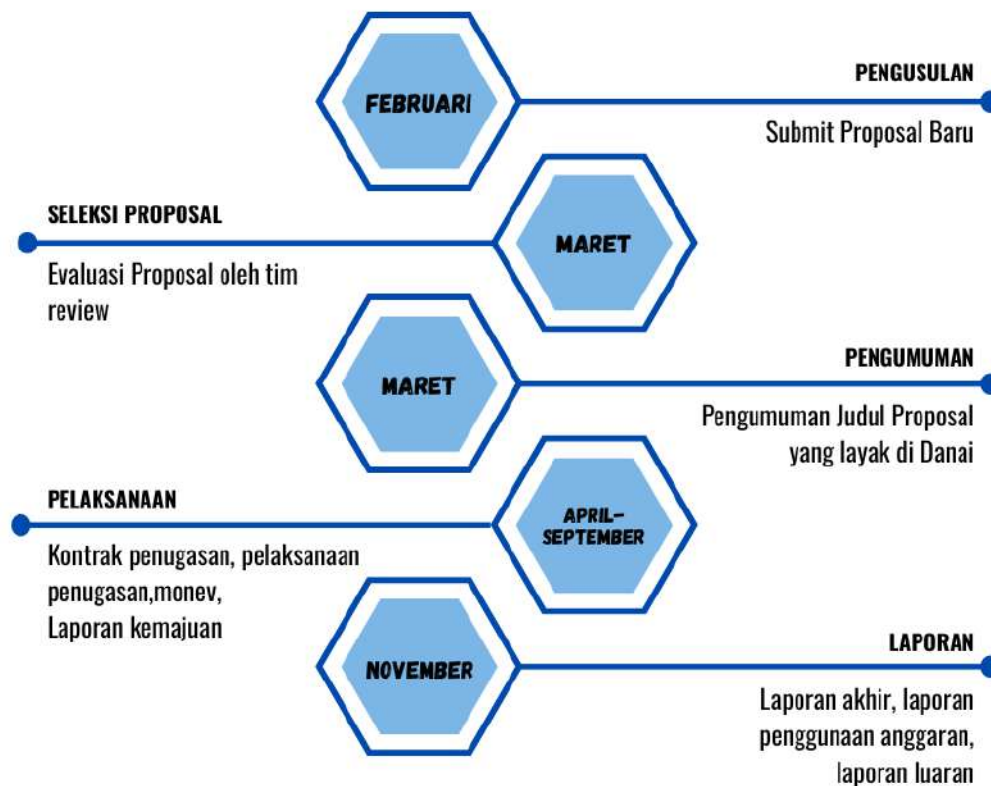 FEBRUARI
PENGUSULAN
Submit Proposal Baru
SELEKSI PROPOSAL
MARET
Evaluasi Proposal oleh tim
review
MARET
PENGUMUMAN
Pengumuman Judul Proposal
yang layak di Danai
PELAKSANAAN
APRIL-
SEPTEMBER
Kontrak penugasan, pelaksanaan
penugasan,monev,
Laporan kemajuan
NOVEMBER
LAPORAN
Laporan akhir, laporan
penggunaan anggaran,
laporan luaran